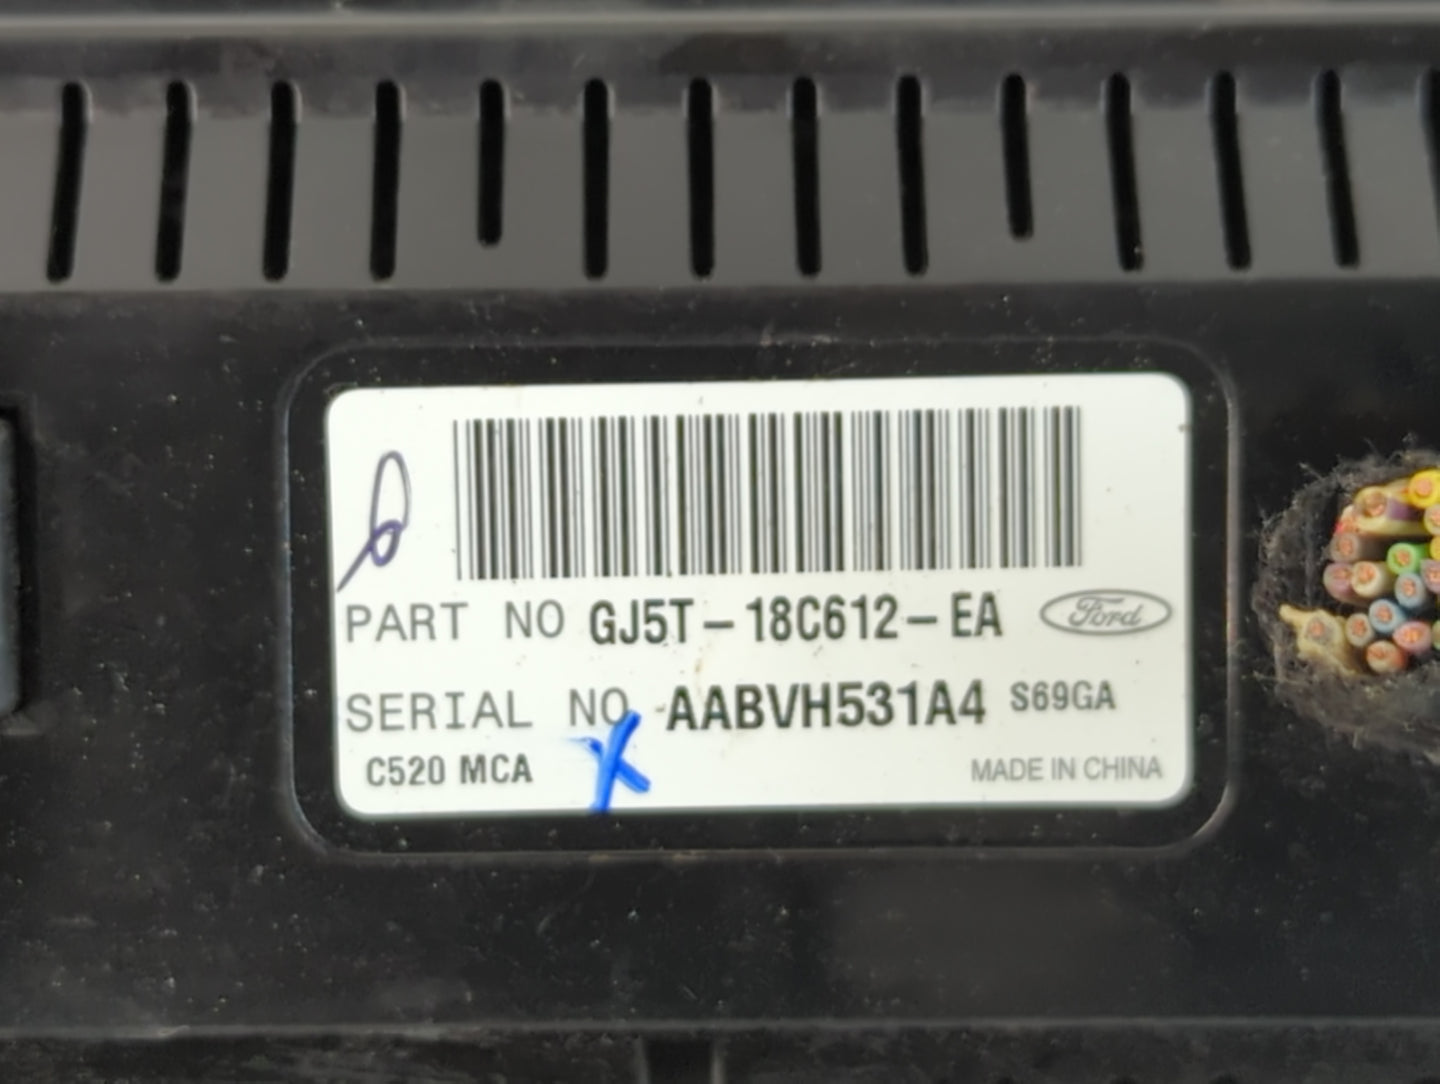 PART NO GJ5T-18C612-EA Ford
SERIAL NO AABVH531A4 S69GA
C520 MCA X MADE IN CHINA